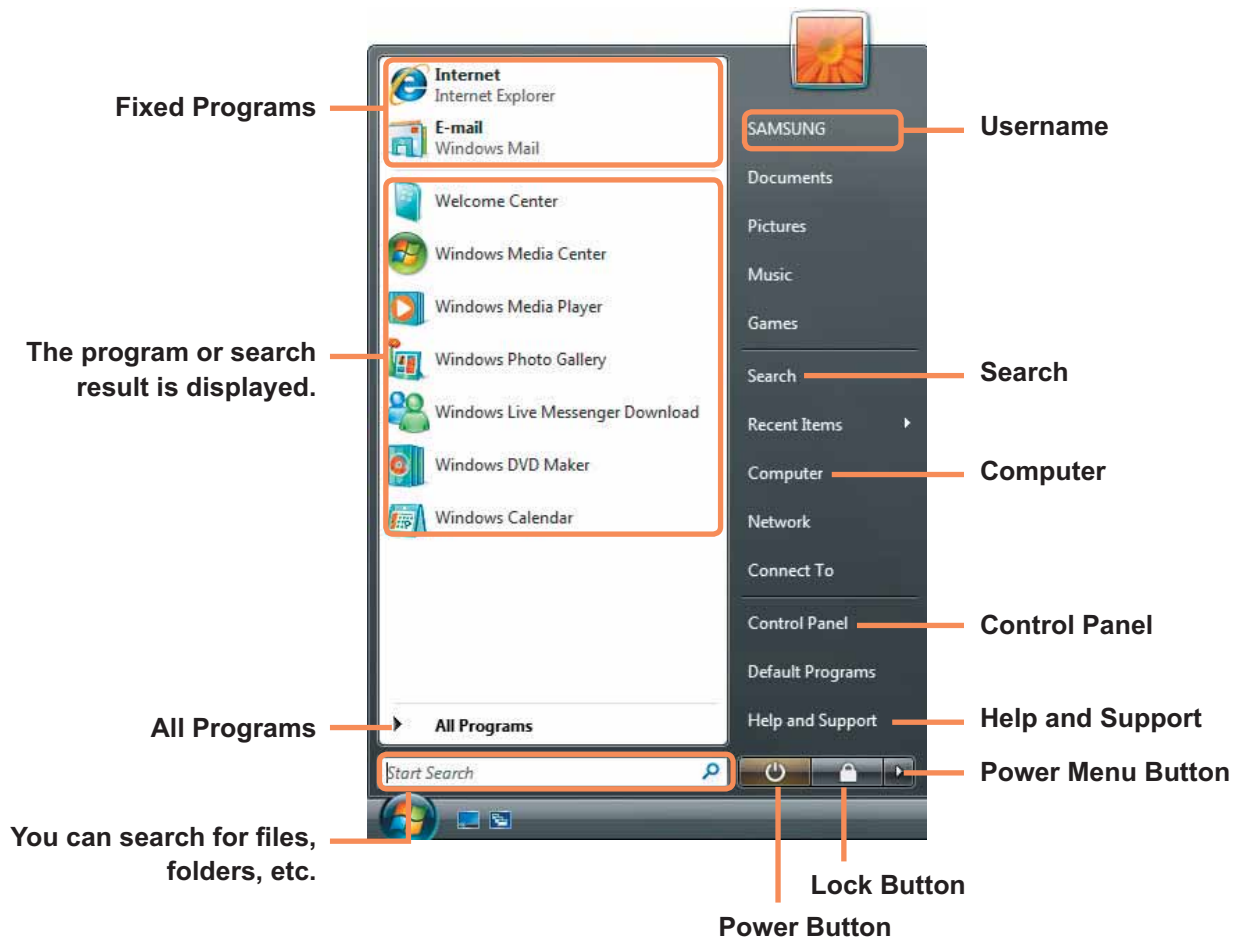 Fixed Programs
Internet
Internet Explorer
E-mail
Windows Mail
The program or search
result is displayed.
Welcome Center
Windows Media Center
Windows Media Player
Windows Photo Gallery
Windows Live Messenger Download
Windows DVD Maker
Windows Calendar
All Programs
All Programs
Start Search
You can search for files,
folders, etc.
SAMSUNG
Username
Documents
Pictures
Music
Games
Search
Search
Recent Items
Computer
Computer
Network
Connect To
Control Panel
Control Panel
Default Programs
Help and Support
Help and Support
Power Menu Button
Lock Button
Power Button